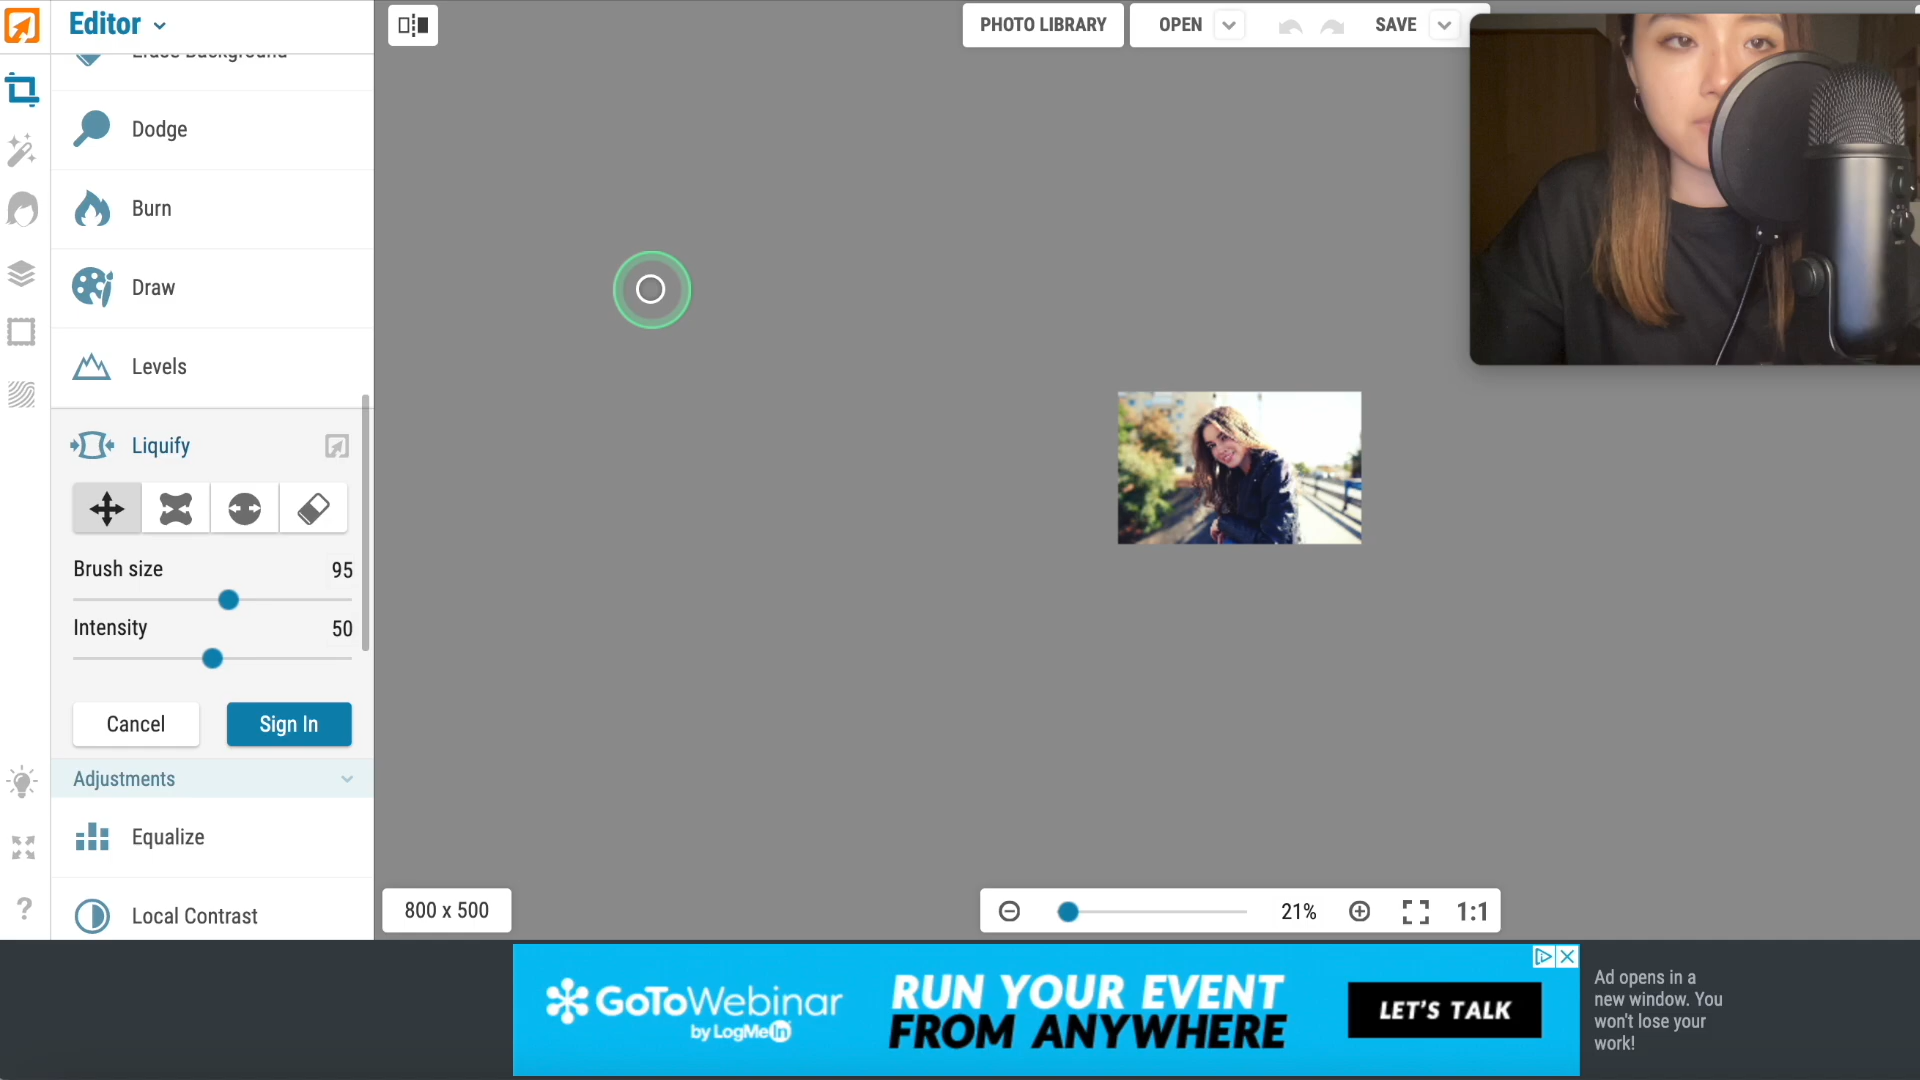 Editor
Erase Background
Dodge
Burn
Draw
Levels
Liquify
Brush size 95
Intensity 50
Cancel Sign In
Adjustments
Equalize
Local Contrast
?
PHOTO LIBRARY OPEN SAVE
800 x 500
21% 1:1
GoToWebinar
by LogMeIn
RUN YOUR EVENT
FROM ANYWHERE
LET'S TALK
Ad opens in a
new window. You
won't lose your
work!